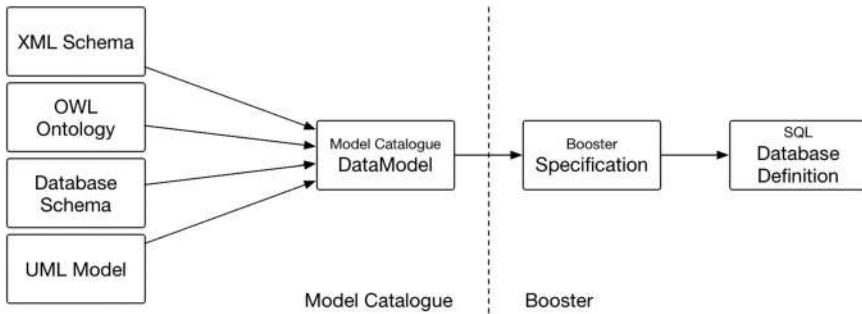 XML Schema
OWL
Ontology
Database
Schema
UML Model
Model Catalogue
DataModel
Booster
Specification
SQL
Database
Definition
Model Catalogue
Booster